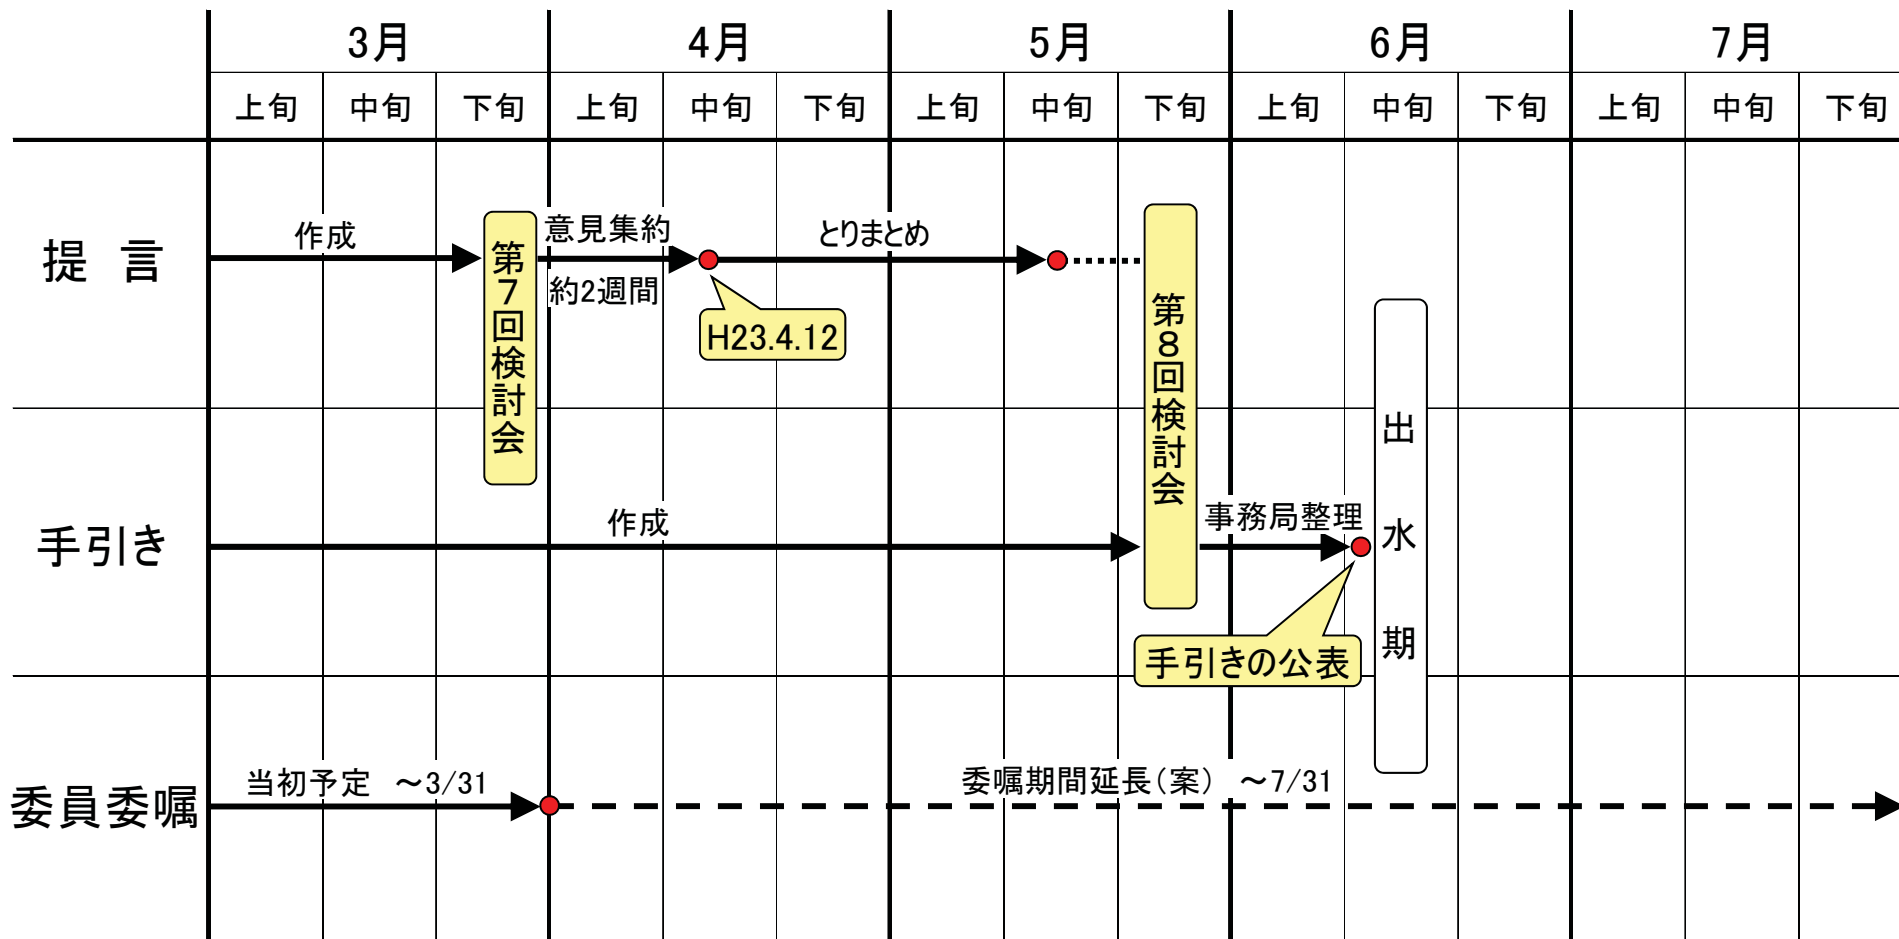 3月 4月 5月 6月 7月
上旬 中旬 下旬 上旬 中旬 下旬 上旬 中旬 下旬 上旬 中旬 下旬 上旬 中旬 下旬
提 言
作成
第7回検討会
意見集約
約2週間
H23.4.12
とりまとめ
第8回検討会
出水期
手引き
作成
事務局整理
手引きの公表
委員委嘱
当初予定 ～3/31
委嘱期間延長(案) ～7/31